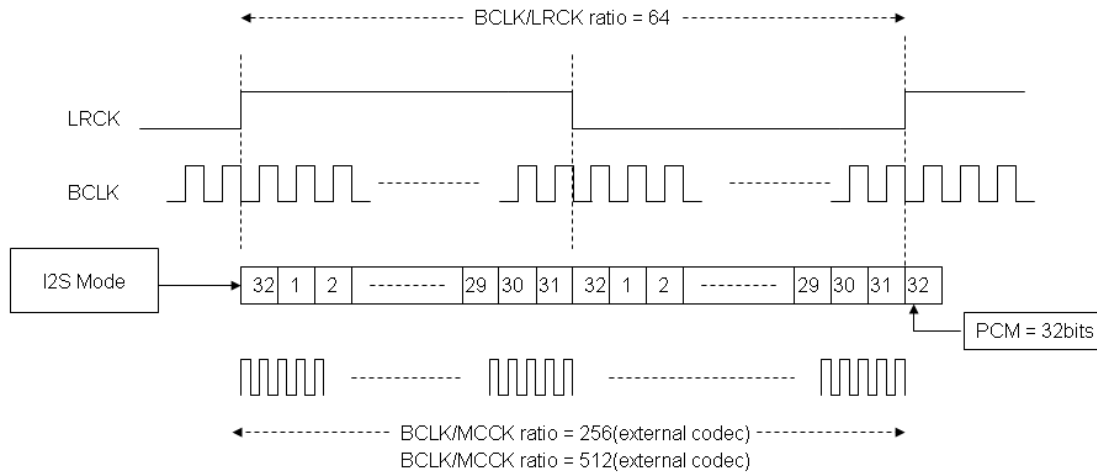 BCLK/LRCK ratio = 64
LRCK
BCLK
I2S Mode
32 1 2 29 30 31 32 1 2 29 30 31 32
PCM = 32bits
BCLK/MCCK ratio = 256(external codec)
BCLK/MCCK ratio = 512(external codec)